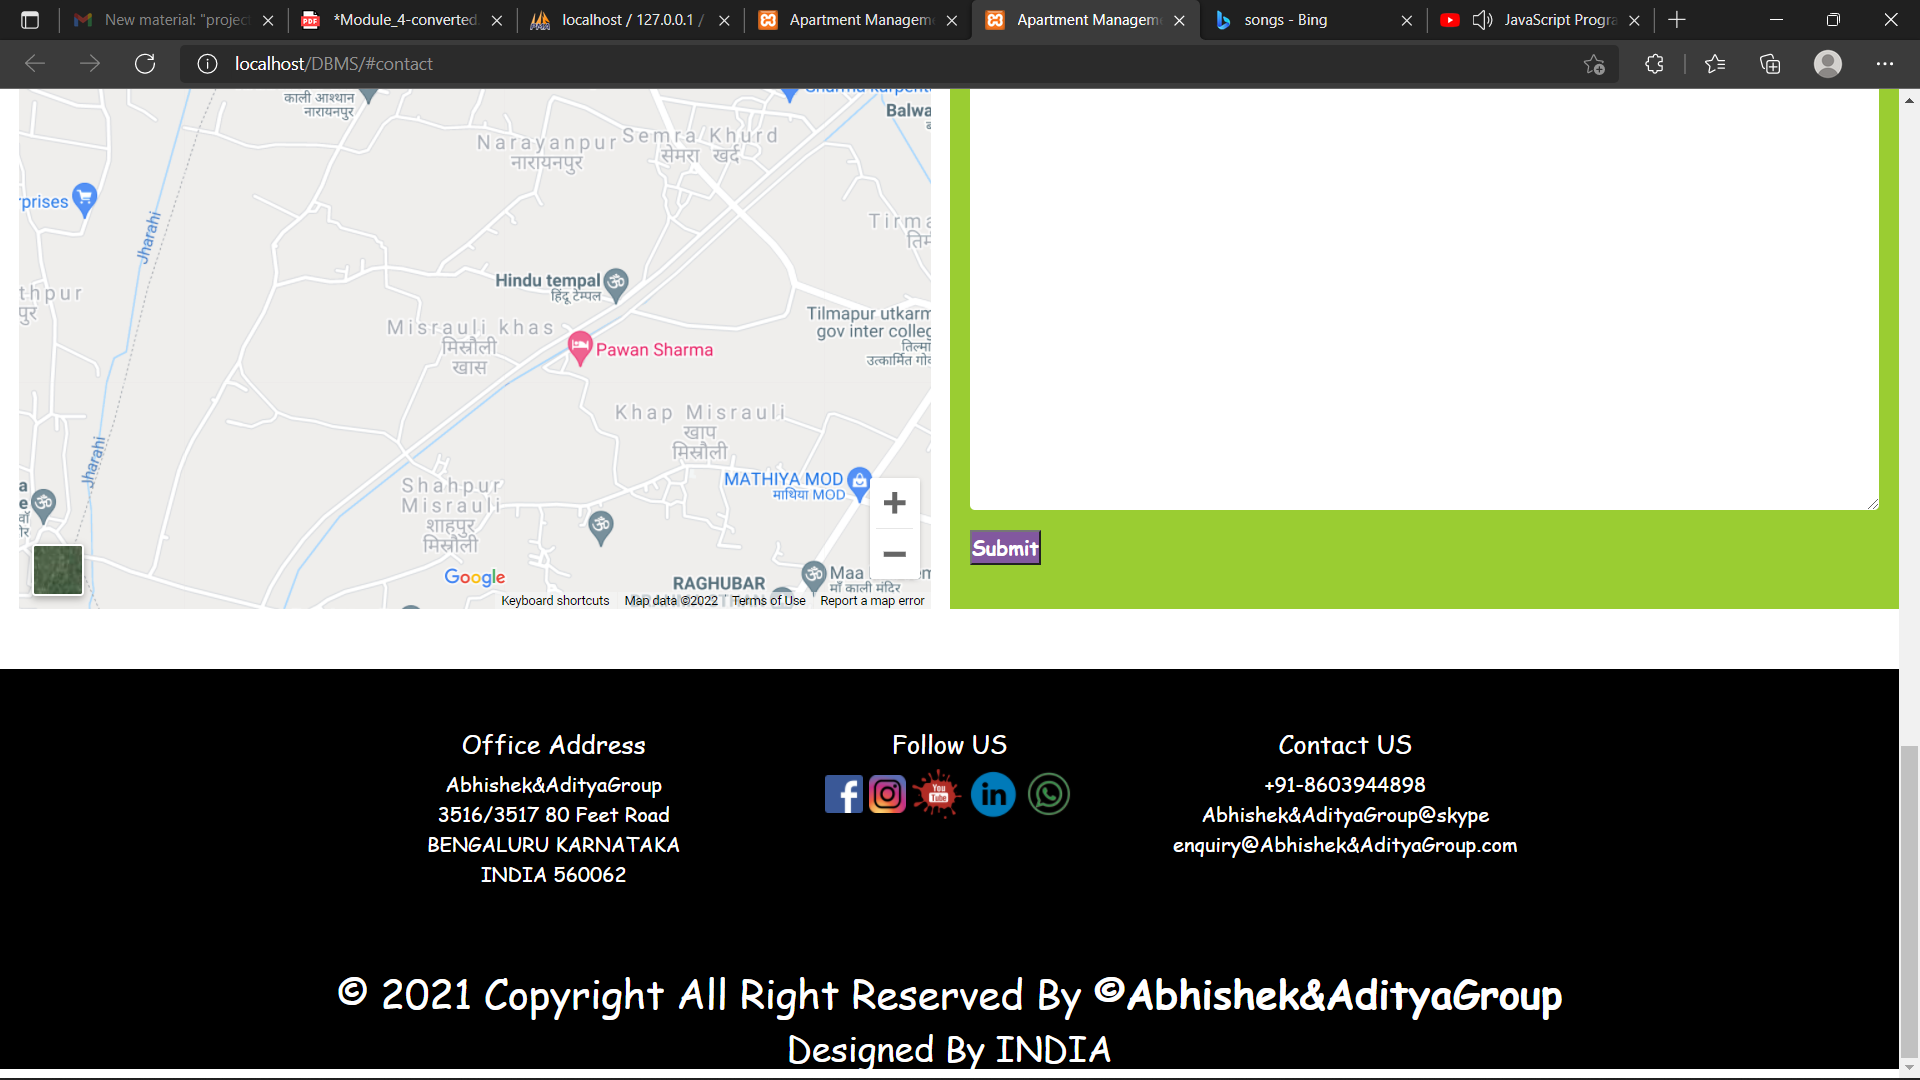 New material: "projec
*Module_4-converted.
localhost / 127.0.0.1 /
Apartment Managem
Apartment Managem
songs - Bing
JavaScript Progra
localhost/DBMS/#contact
काली आश्थान
नारायनपुर
Narayanpur
नारायनपुर
Semra Khurd
सेमरा खुर्द
Balwa
prises
Jharahi
Tirma
Hindu tempal
हिंदू टेम्पल
thpur
पुर
Misrauli khas
मिस्रौली
खास
Pawan Sharma
Tilmapur utkarm
gov inter colleg
Khap Misrauli
खाप
मिस्रौली
Jharahi
MATHIYA MOD
माथिया MOD
Shahpur
Misrauli
शाहपुर
मिस्रौली
Google
RAGHUBAR
Maa
माँ काली मंदिर
Keyboard shortcuts
Map data ©2022
Terms of Use
Report a map error
Submit
Office Address
Abhishek&AdityaGroup
3516/3517 80 Feet Road
BENGALURU KARNATAKA
INDIA 560062
Follow US
You
Tube
in
Contact US
+91-8603944898
Abhishek&AdityaGroup@skype
enquiry@Abhishek&AdityaGroup.com
© 2021 Copyright All Right Reserved By ©Abhishek&AdityaGroup
Designed By INDIA